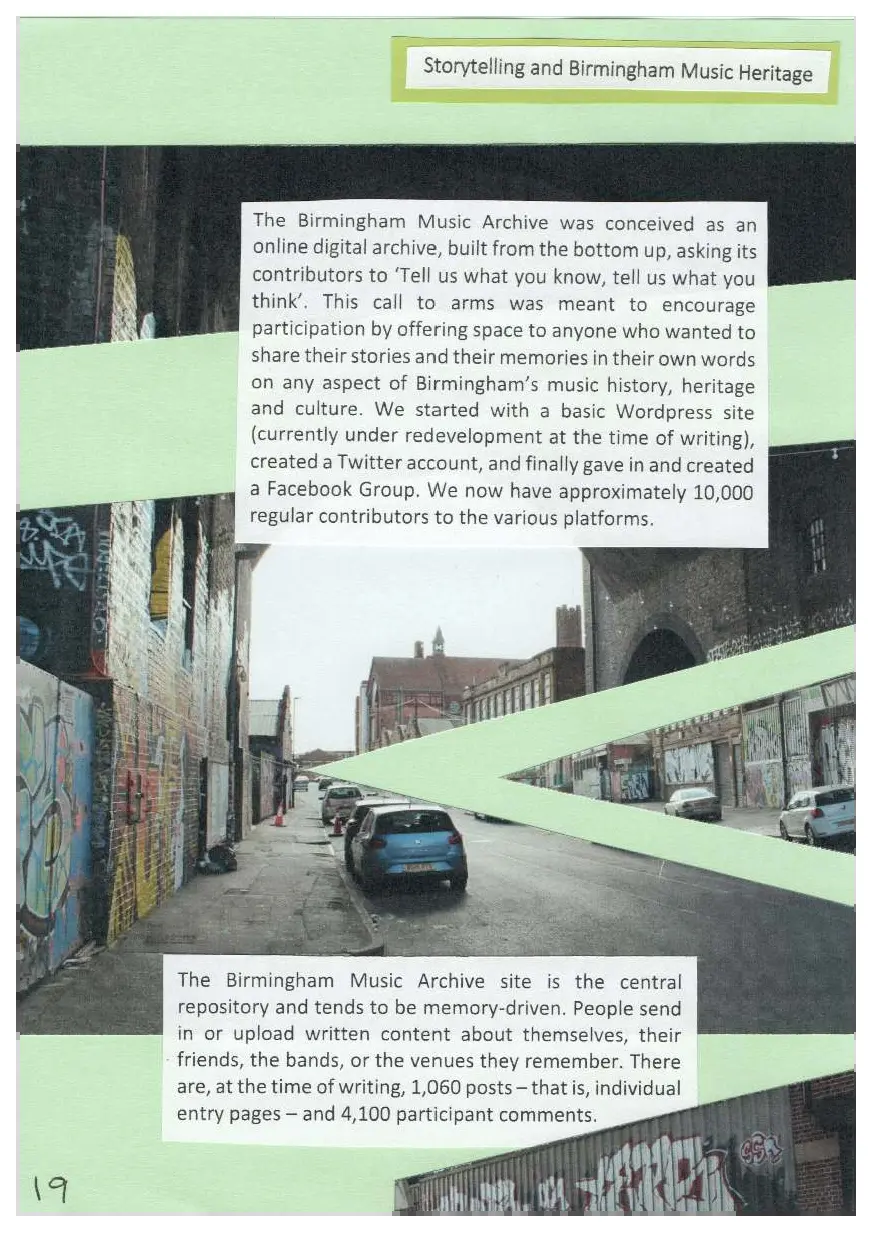 Storytelling and Birmingham Music Heritage
The Birmingham Music Archive was conceived as an
online digital archive, built from the bottom up, asking its
contributors to ‘Tell us what you know, tell us what you
think’. This call to arms was meant to encourage
participation by offering space to anyone who wanted to
share their stories and their memories in their own words
on any aspect of Birmingham’s music history, heritage
and culture. We started with a basic Wordpress site
(currently under redevelopment at the time of writing),
created a Twitter account, and finally gave in and created
a Facebook Group. We now have approximately 10,000
regular contributors to the various platforms.
The Birmingham Music Archive site is the central
repository and tends to be memory-driven. People send
in or upload written content about themselves, their
friends, the bands, or the venues they remember. There
are, at the time of writing, 1,060 posts – that is, individual
entry pages – and 4,100 participant comments.
19